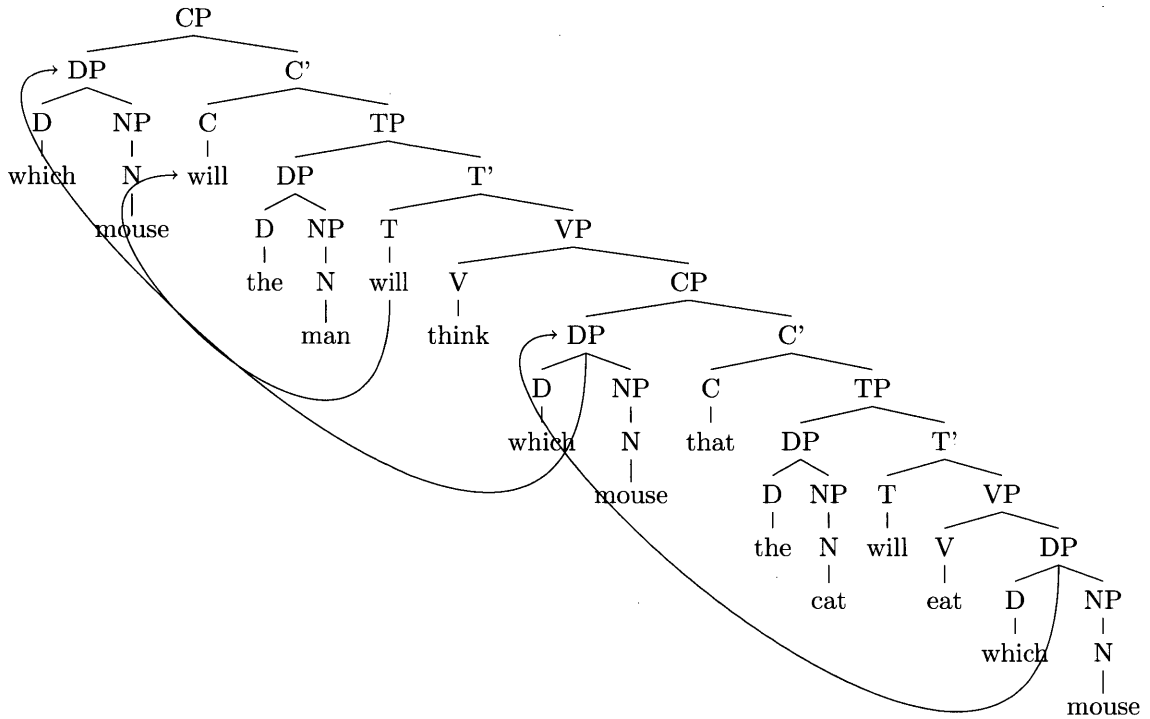 CP
DP C'
D NP C TP
which N will DP T'
mouse D NP T VP
the N will V CP
man think DP C'
D NP C TP
which N that DP T'
mouse D NP T VP
the N will V DP
cat eat D NP
which N
mouse